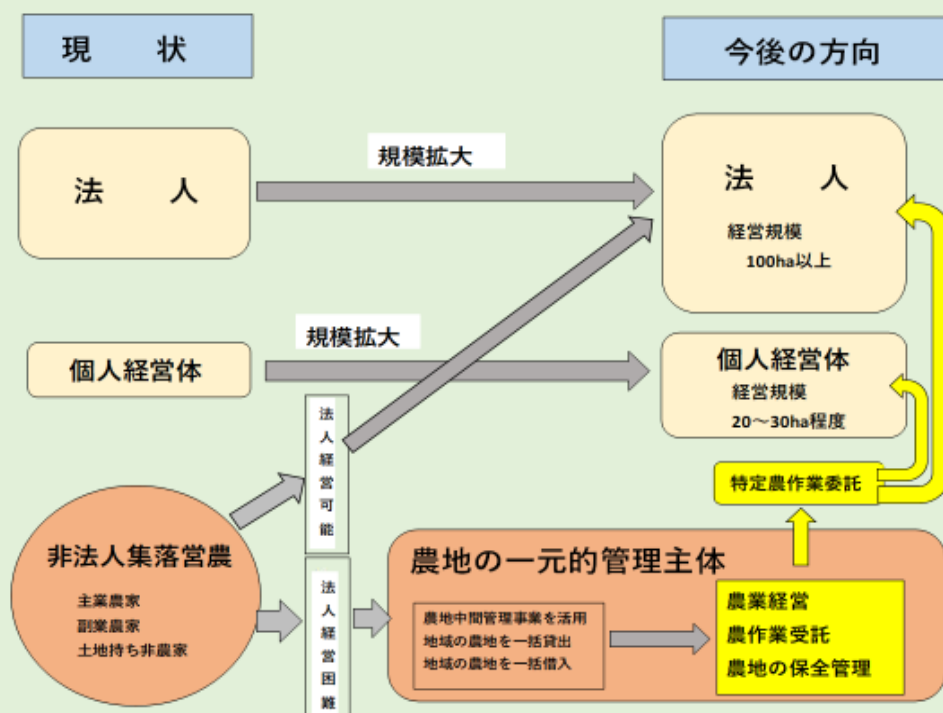 現　状
今後の方向
法　人
規模拡大
法　人
経営規模
100ha以上
個人経営体
規模拡大
個人経営体
経営規模
20～30ha程度
法人経営可能
特定農作業委託
非法人集落営農
主業農家
副業農家
土地持ち非農家
法人経営困難
農地の一元的管理主体
農地中間管理事業を活用
地域の農地を一括貸出
地域の農地を一括借入
農業経営
農作業受託
農地の保全管理